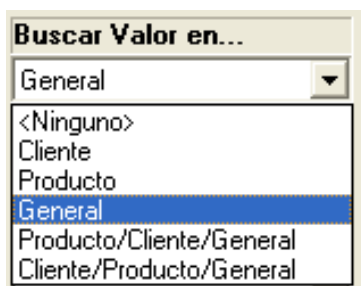 Buscar Valor en...
General
<Ninguno>
Cliente
Producto
General
Producto/Cliente/General
Cliente/Producto/General